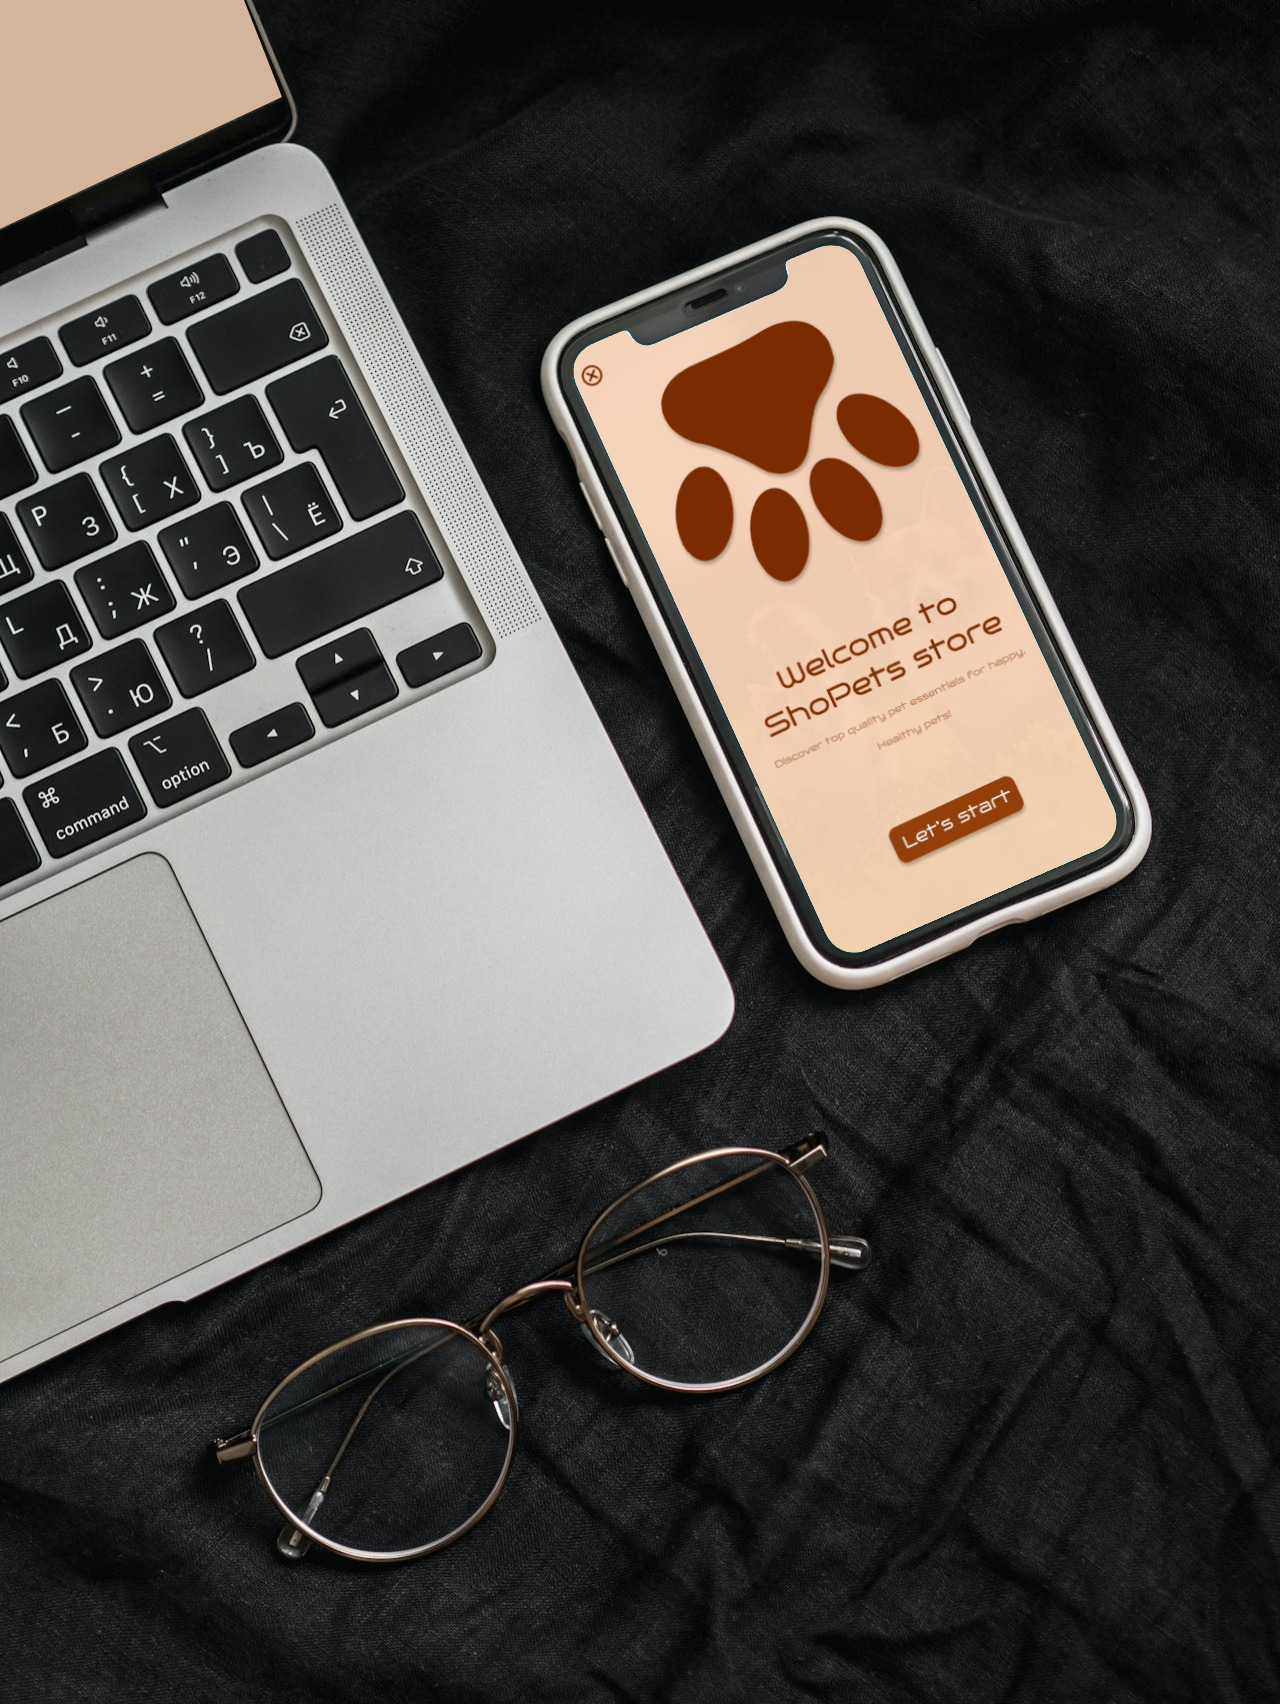 Welcome to
ShoPets store
Discover top quality pet essentials for happy,
Healthy pets!
Let's start
F10
F11
F12
+
=
—
-
{
[
Х
}
]
Ъ
P
З
"
'
Э
|
\
Ё
Щ
:
;
Ж
L
Д
?
/
>
.
Ю
<
,
Б
⌥
option
⌘
command